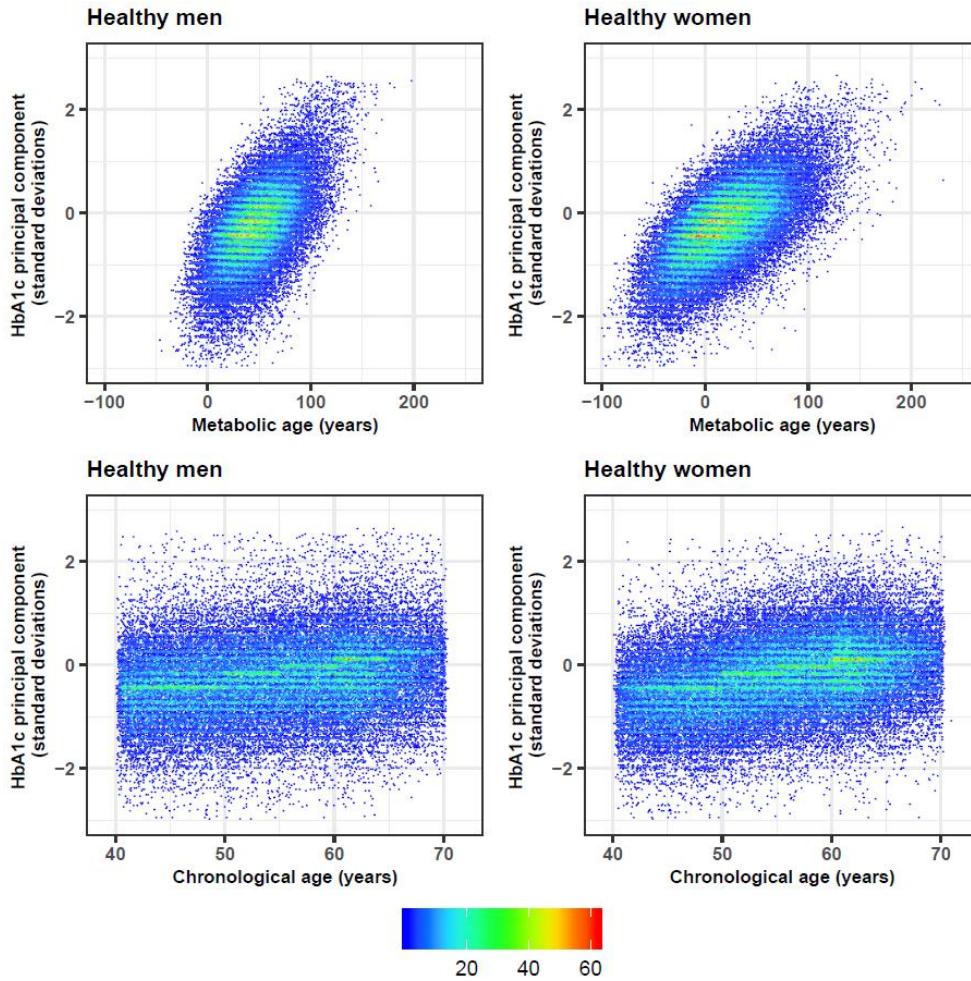 Healthy men
HbA1c principal component
(standard deviations)
2
0
−2
−100
0
100
200
Metabolic age (years)
Healthy women
HbA1c principal component
(standard deviations)
2
0
−2
−100
0
100
200
Metabolic age (years)
Healthy men
HbA1c principal component
(standard deviations)
2
0
−2
40
50
60
70
Chronological age (years)
Healthy women
HbA1c principal component
(standard deviations)
2
0
−2
40
50
60
70
Chronological age (years)
20
40
60